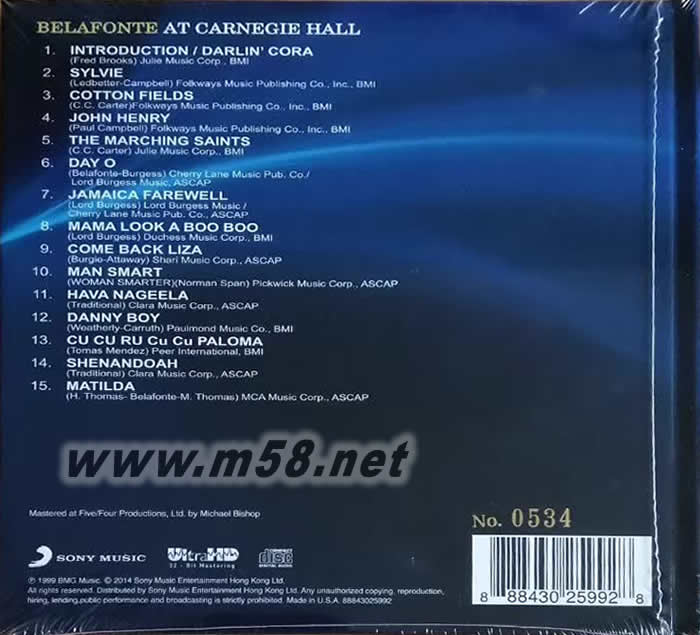 BELAFONTE AT CARNEGIE HALL
1. INTRODUCTION / DARLIN' CORA
(Fred Brooks) Julie Music Corp., BMI
2. SYLVIE
(Ledbetter-Campbell) Folkways Music Publishing Co., Inc., BMI
3. COTTON FIELDS
(C.C. Carter)Folkways Music Publishing Co., Inc., BMI
4. JOHN HENRY
(Paul Campbell) Folkways Music Publishing Co., Inc., BMI
5. THE MARCHING SAINTS
(C.C. Carter) Julie Music Corp., BMI
6. DAY O
(Belafonte-Burgess) Cherry Lane Music Pub. Co./
Lord Burgess Music, ASCAP
7. JAMAICA FAREWELL
(Lord Burgess) Lord Burgess Music /
Cherry Lane Music Pub. Co., ASCAP
8. MAMA LOOK A BOO BOO
(Lord Burgess) Duchess Music Corp., BMI
9. COME BACK LIZA
(Burgie-Attaway) Shari Music Corp., ASCAP
10. MAN SMART
(WOMAN SMARTER)(Norman Span) Pickwick Music Corp., ASCAP
11. HAVA NAGEELA
(Traditional) Clara Music Corp., ASCAP
12. DANNY BOY
(Weatherly-Carruth) Paulmond Music Co., BMI
13. CU CU RU Cu Cu PALOMA
(Tomas Mendez) Peer International, BMI
14. SHENANDOAH
(Traditional) Clara Music Corp., ASCAP
15. MATILDA
(H. Thomas- Belafonte-M. Thomas) MCA Music Corp., ASCAP
www.m58.net
Mastered at Five/Four Productions, Ltd. by Michael Bishop
No. 0534
SONY MUSIC
UltraHD
32 - Bit Mastering
COMPACT
disc
DIGITAL AUDIO
℗ 1999 BMG Music. © 2014 Sony Music Entertainment Hong Kong Ltd.
All rights reserved. Distributed by Sony Music Entertainment Hong Kong Ltd. Any unauthorized copying, reproduction,
hiring, lending,public performance and broadcasting is strictly prohibited. Made in U.S.A. 88843025992
8 88430 25992 8